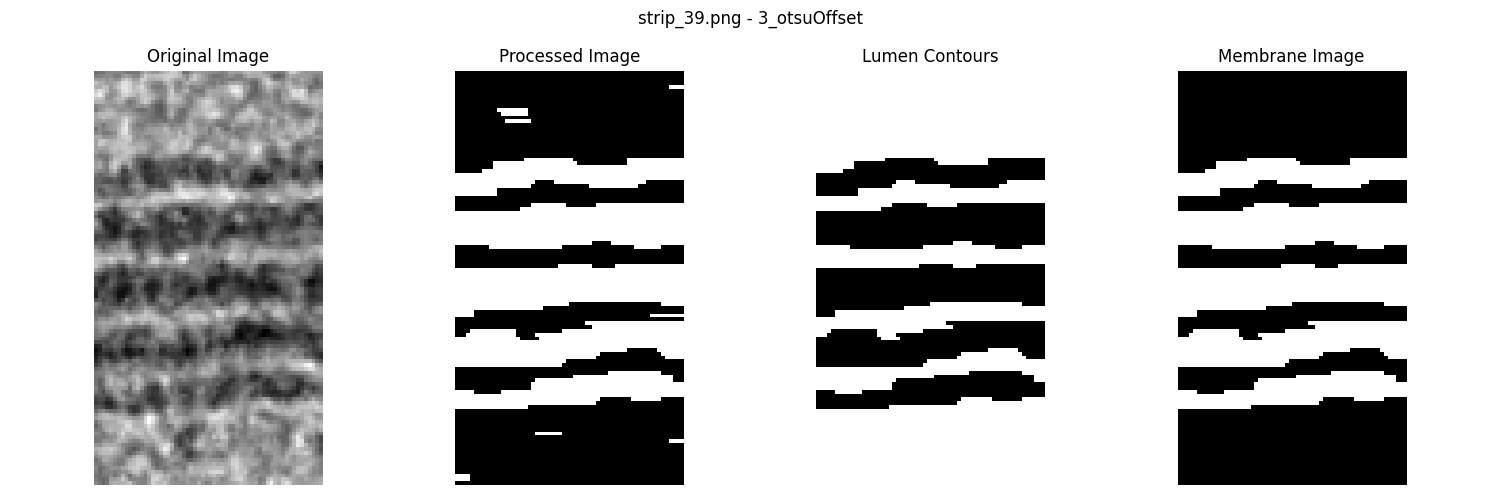 strip_39.png - 3_otsuOffset
Original Image
Processed Image
Lumen Contours
Membrane Image